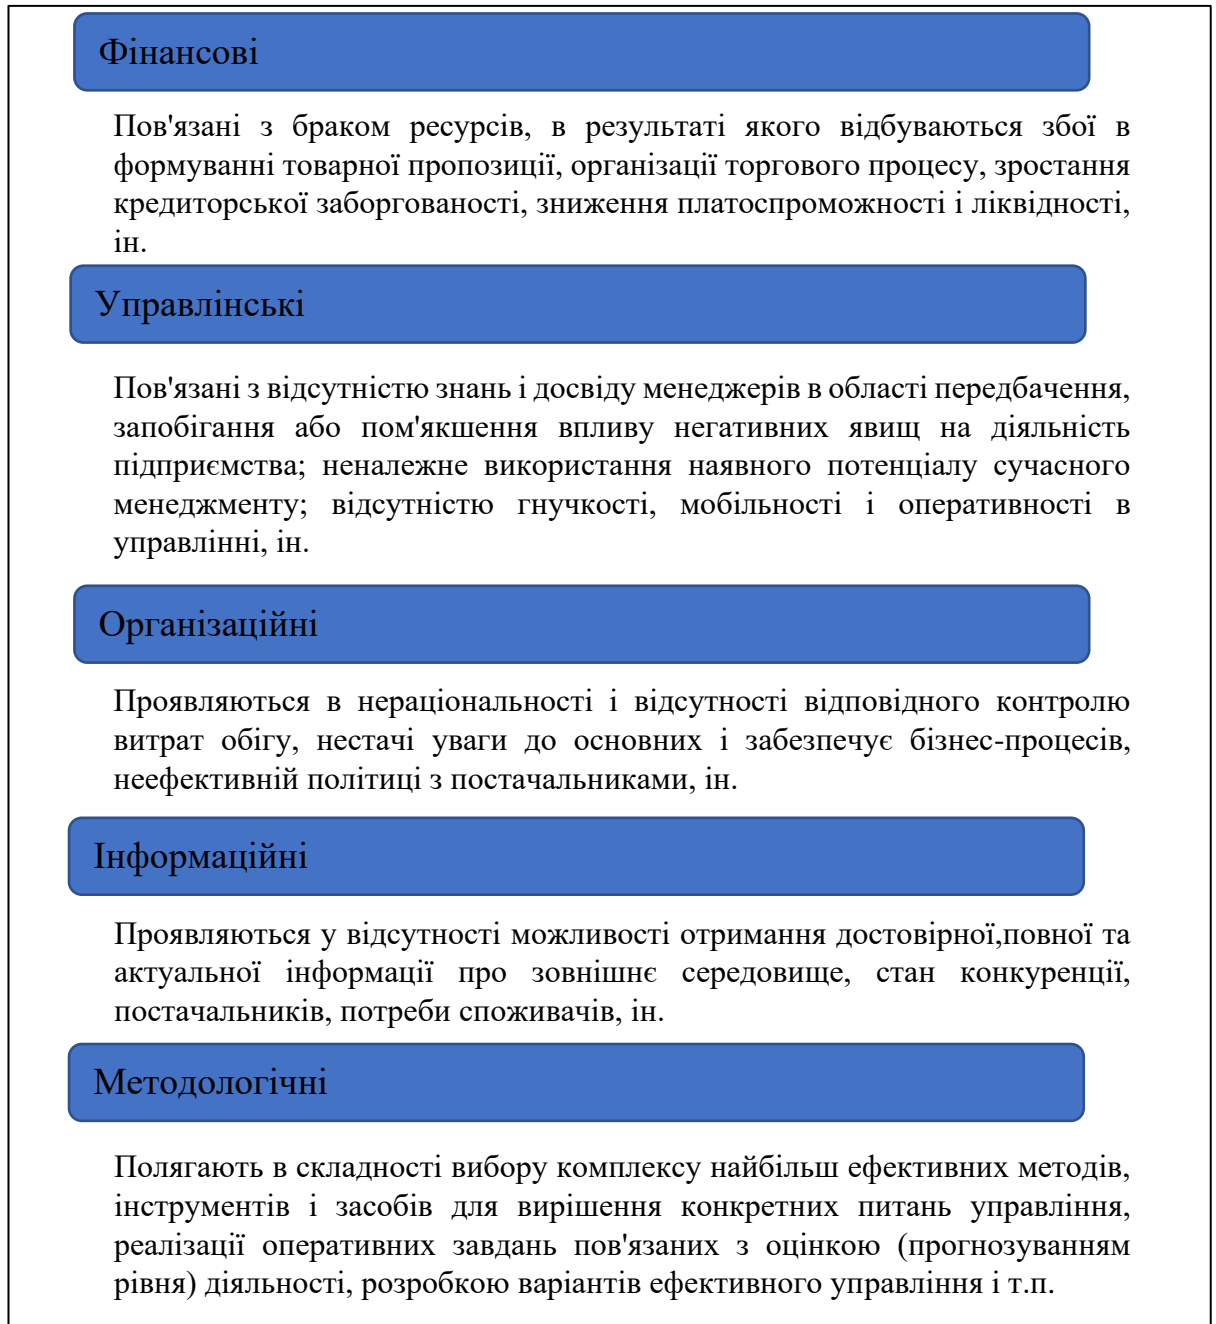 Фінансові
Пов'язані з браком ресурсів, в результаті якого відбуваються збої в
формуванні товарної пропозиції, організації торгового процесу, зростання
кредиторської заборгованості, зниження платоспроможності і ліквідності,
ін.
Управлінські
Пов'язані з відсутністю знань і досвіду менеджерів в області передбачення,
запобігання або пом'якшення впливу негативних явищ на діяльність
підприємства; неналежне використання наявного потенціалу сучасного
менеджменту; відсутністю гнучкості, мобільності і оперативності в
управлінні, ін.
Організаційні
Проявляються в нераціональності і відсутності відповідного контролю
витрат обігу, нестачі уваги до основних і забезпечує бізнес-процесів,
неефективній політиці з постачальниками, ін.
Інформаційні
Проявляються у відсутності можливості отримання достовірної,повної та
актуальної інформації про зовнішнє середовище, стан конкуренції,
постачальників, потреби споживачів, ін.
Методологічні
Полягають в складності вибору комплексу найбільш ефективних методів,
інструментів і засобів для вирішення конкретних питань управління,
реалізації оперативних завдань пов'язаних з оцінкою (прогнозуванням
рівня) діяльності, розробкою варіантів ефективного управління і т.п.